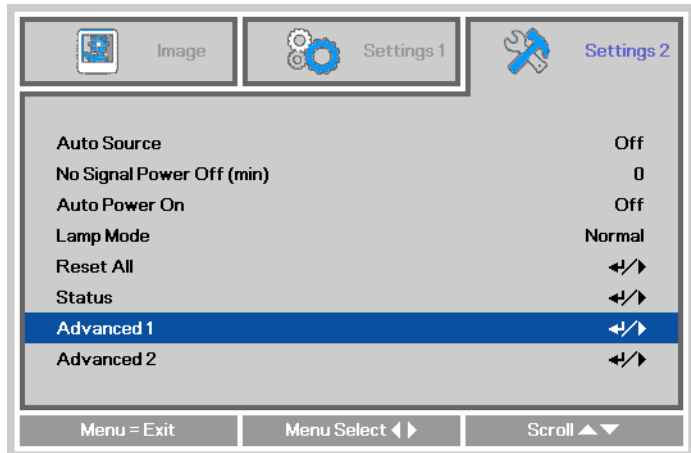 Image Settings 1 Settings 2
Auto Source Off
No Signal Power Off (min) 0
Auto Power On Off
Lamp Mode Normal
Reset All ↵/▶
Status ↵/▶
Advanced 1 ↵/▶
Advanced 2 ↵/▶
Menu = Exit Menu Select ◀ ▶ Scroll ▲▼